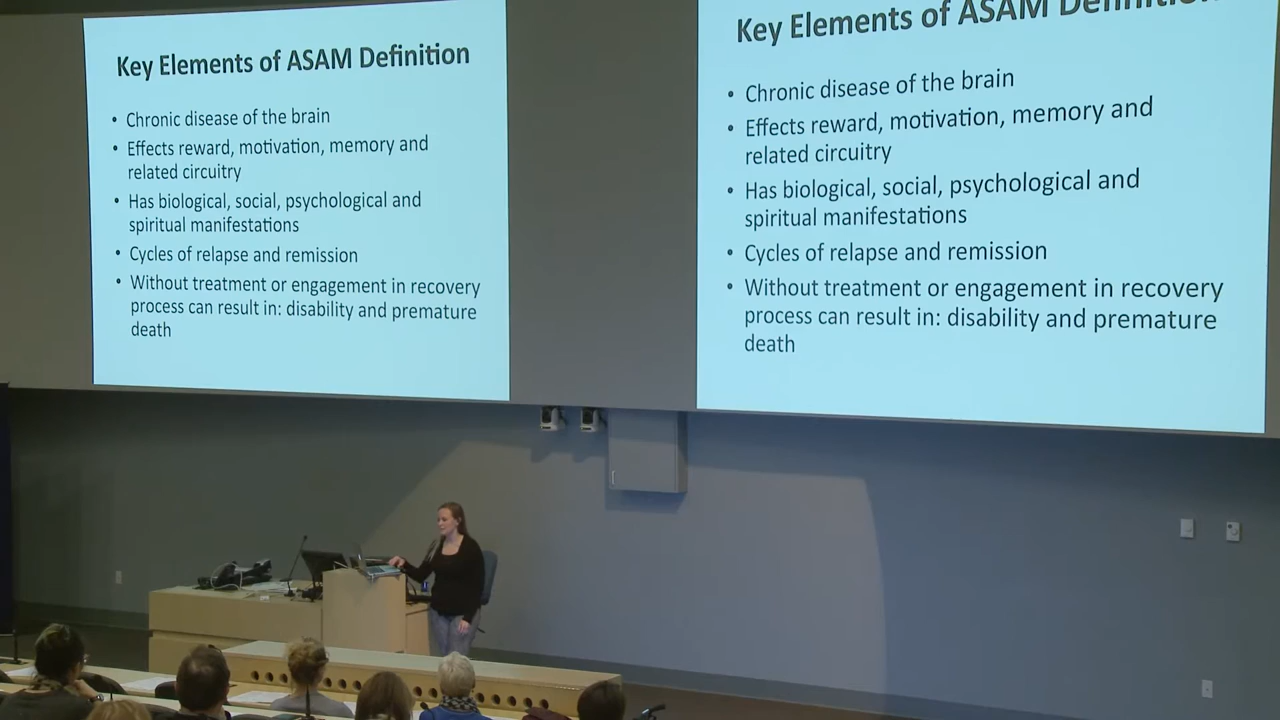 Key Elements of ASAM Definition
• Chronic disease of the brain
• Effects reward, motivation, memory and
related circuitry
• Has biological, social, psychological and
spiritual manifestations
• Cycles of relapse and remission
• Without treatment or engagement in recovery
process can result in: disability and premature
death
Key Elements of ASAM Definition
• Chronic disease of the brain
• Effects reward, motivation, memory and
related circuitry
• Has biological, social, psychological and
spiritual manifestations
• Cycles of relapse and remission
• Without treatment or engagement in recovery
process can result in: disability and premature
death